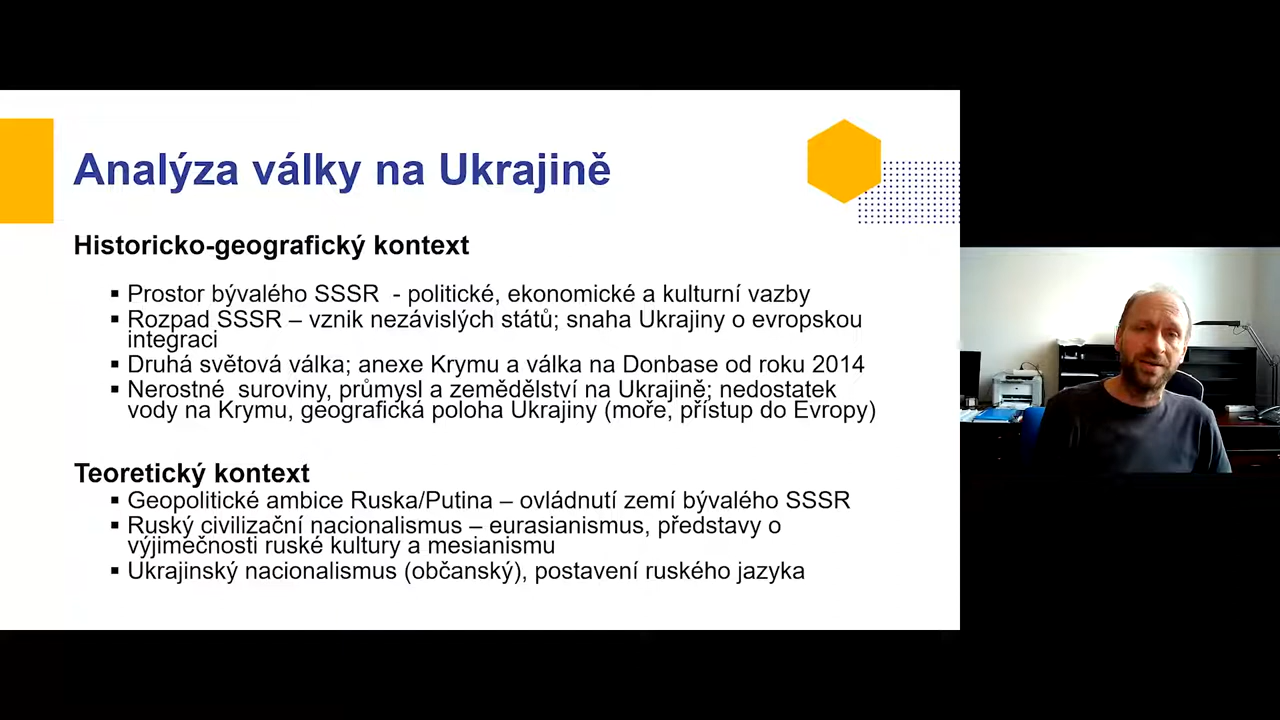 Analýza války na Ukrajině
Historicko-geografický kontext
▪ Prostor bývalého SSSR - politické, ekonomické a kulturní vazby
▪ Rozpad SSSR – vznik nezávislých států; snaha Ukrajiny o evropskou
integraci
▪ Druhá světová válka; anexe Krymu a válka na Donbase od roku 2014
▪ Nerostné suroviny, průmysl a zemědělství na Ukrajině; nedostatek
vody na Krymu, geografická poloha Ukrajiny (moře, přístup do Evropy)
Teoretický kontext
▪ Geopolitické ambice Ruska/Putina – ovládnutí zemí bývalého SSSR
▪ Ruský civilizační nacionalismus – eurasianismus, představy o
výjimečnosti ruské kultury a mesianismu
▪ Ukrajinský nacionalismus (občanský), postavení ruského jazyka